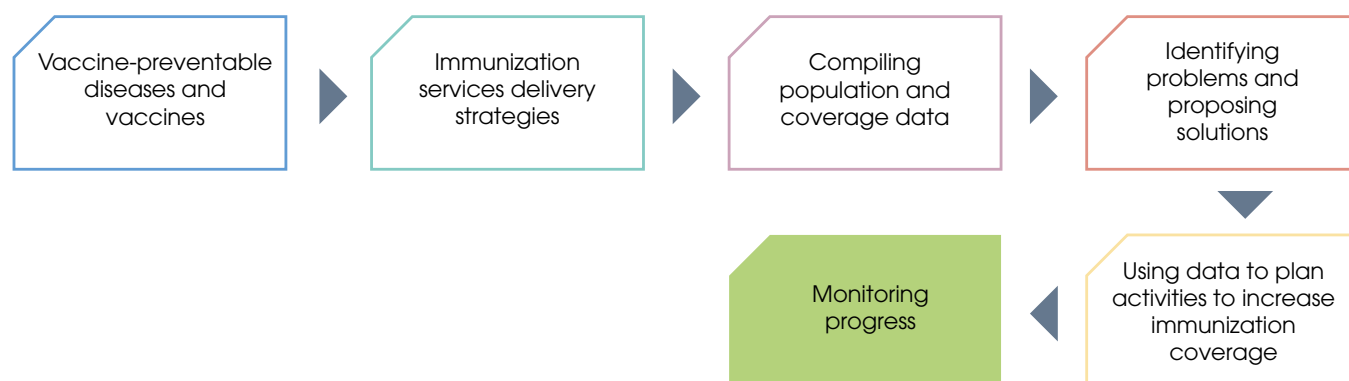 Vaccine-preventable
diseases and
vaccines
Immunization
services delivery
strategies
Compiling
population and
coverage data
Identifying
problems and
proposing
solutions
Using data to plan
activities to increase
immunization
coverage
Monitoring
progress